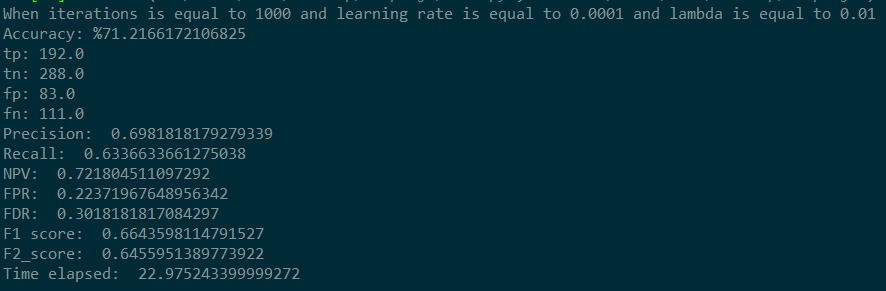 When iterations is equal to 1000 and learning rate is equal to 0.0001 and lambda is equal to 0.01
Accuracy: %71.2166172106825
tp: 192.0
tn: 288.0
fp: 83.0
fn: 111.0
Precision:  0.6981818179279339
Recall:  0.6336633661275038
NPV:  0.721804511097292
FPR:  0.22371967648956342
FDR:  0.3018181817084297
F1 score:  0.6643598114791527
F2_score:  0.6455951389773922
Time elapsed:  22.975243399999272